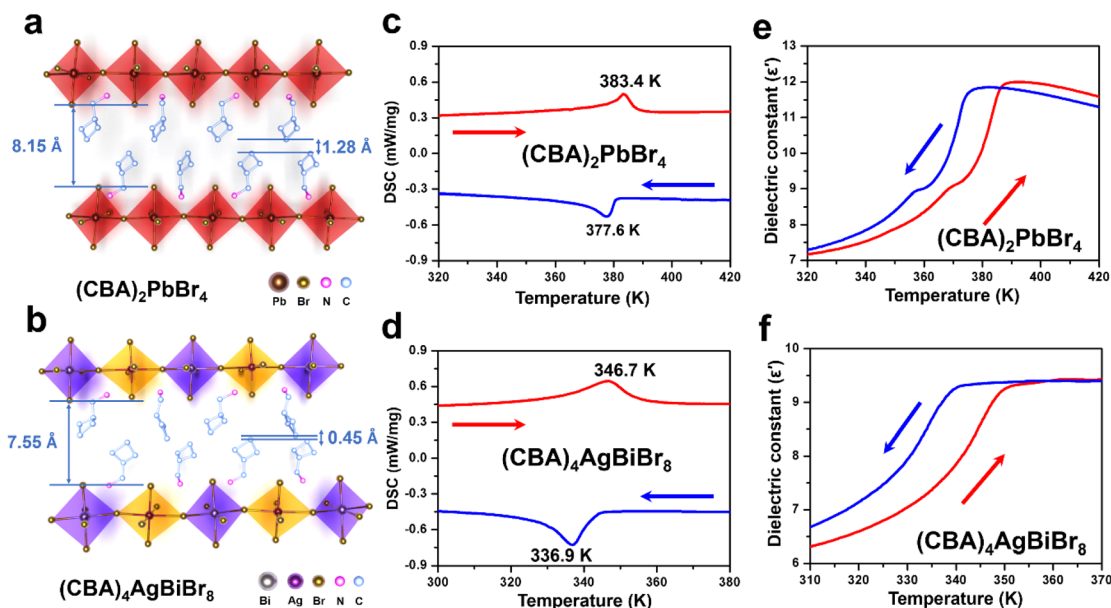 a
8.15 Å
1.28 Å
(CBA)₂PbBr₄
Pb Br N C
b
7.55 Å
0.45 Å
(CBA)₄AgBiBr₈
Bi Ag Br N C
c
DSC (mW/mg)
0.9
0.6
0.3
0.0
-0.3
-0.6
-0.9
383.4 K
(CBA)₂PbBr₄
377.6 K
320 340 360 380 400 420
Temperature (K)
d
DSC (mW/mg)
0.9
0.6
0.3
0.0
-0.3
-0.6
-0.9
346.7 K
(CBA)₄AgBiBr₈
336.9 K
300 320 340 360 380
Temperature (K)
e
Dielectric constant (ε')
13
12
11
10
9
8
7
(CBA)₂PbBr₄
320 340 360 380 400 420
Temperature (K)
f
Dielectric constant (ε')
10
9
8
7
6
(CBA)₄AgBiBr₈
310 320 330 340 350 360 370
Temperature (K)